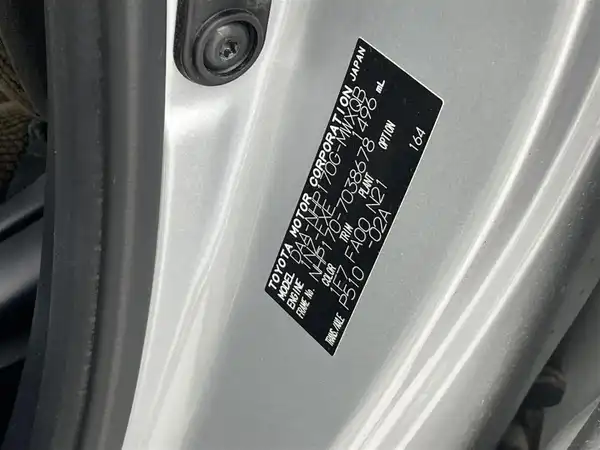 TOYOTA MOTOR CORPORATION JAPAN
MODEL DAA-NHP170G-MWXQB
ENGINE 1NZ-FXE 1496 mL
FRAME No. NHP170-7038678
COLOR TRIM PLANT OPTION
1E7 FA00 N21
TRANS./AXLE P510 -02A 164